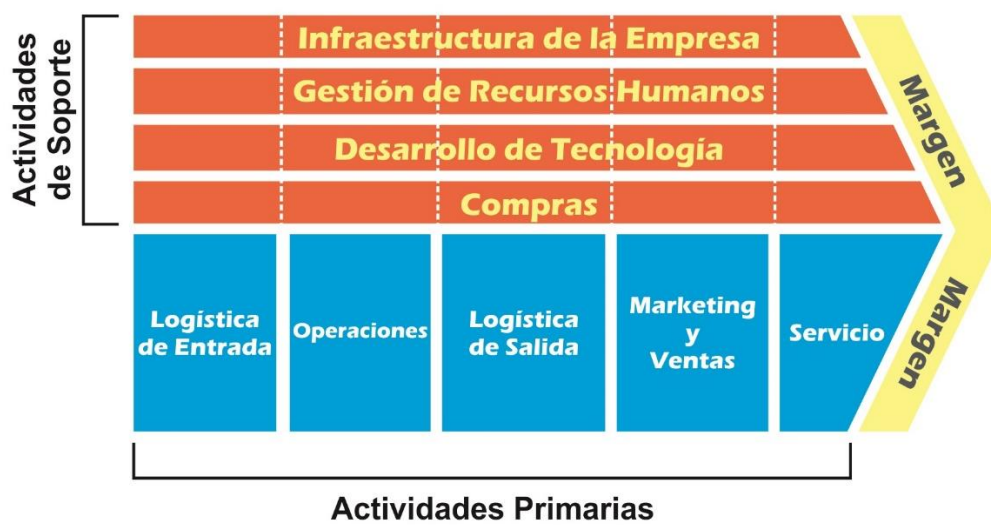 Actividades
de Soporte
Infraestructura de la Empresa
Gestión de Recursos Humanos
Desarrollo de Tecnología
Compras
Margen
Logística
de Entrada
Operaciones
Logística
de Salida
Marketing
y
Ventas
Servicio
Margen
Actividades Primarias